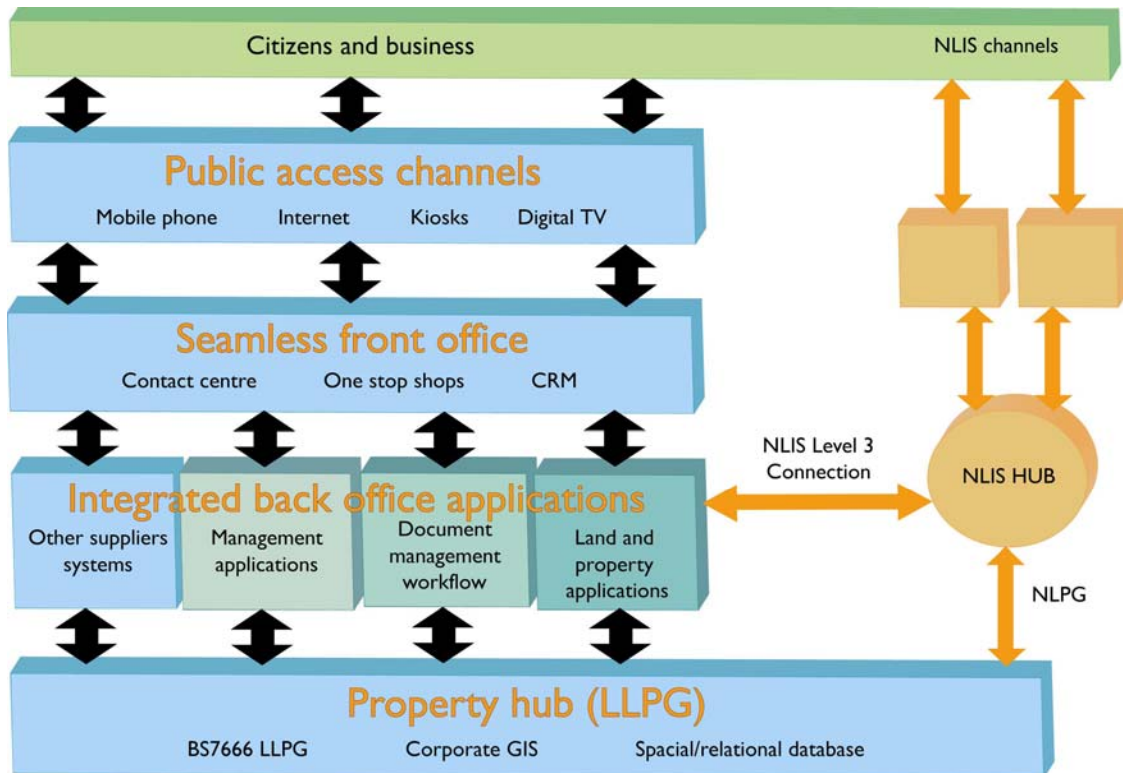 Citizens and business
NLIS channels
Public access channels
Mobile phone Internet Kiosks Digital TV
Seamless front office
Contact centre One stop shops CRM
NLIS Level 3
Connection
NLIS HUB
Integrated back office applications
Other suppliers
systems
Management
applications
Document
management
workflow
Land and
property
applications
NLPG
Property hub (LLPG)
BS7666 LLPG Corporate GIS Spacial/relational database